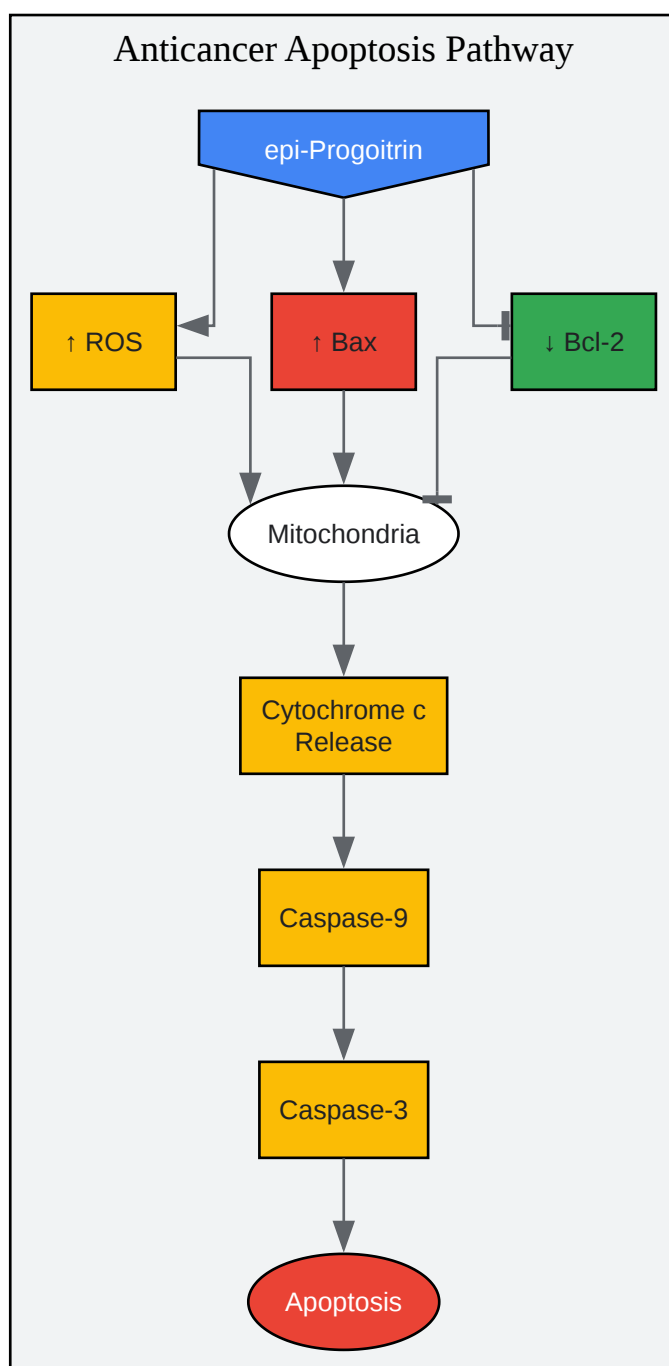 Anticancer Apoptosis Pathway
epi-Progoitrin
↑ ROS
↑ Bax
↓ Bcl-2
Mitochondria
Cytochrome c
Release
Caspase-9
Caspase-3
Apoptosis